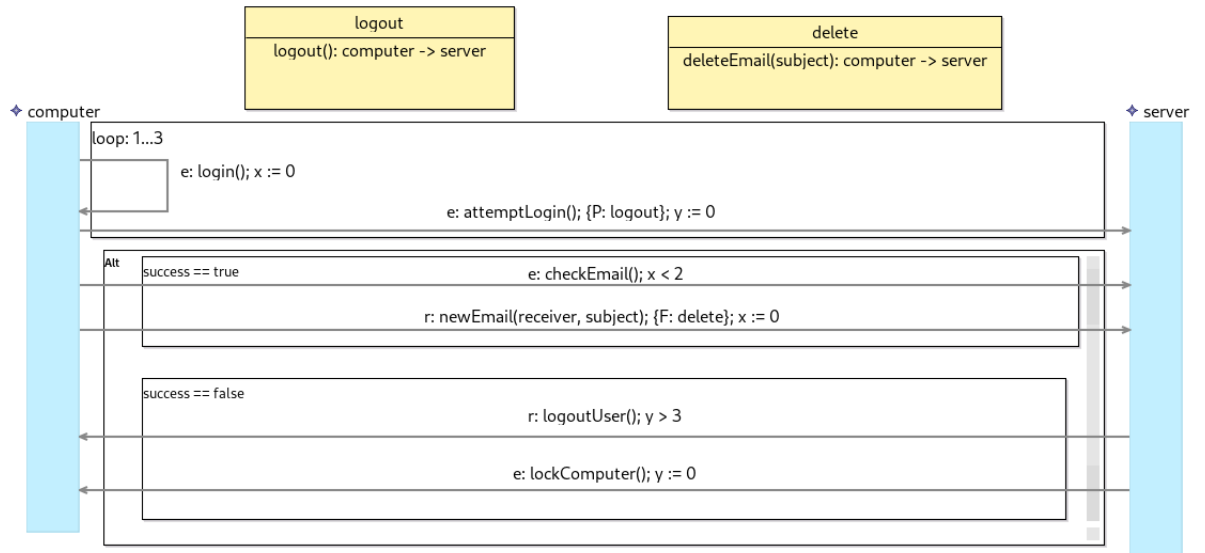 logout
logout(): computer -> server
delete
deleteEmail(subject): computer -> server
computer
server
loop: 1...3
e: login(); x := 0
e: attemptLogin(); {P: logout}; y := 0
Alt
success == true
e: checkEmail(); x < 2
r: newEmail(receiver, subject); {F: delete}; x := 0
success == false
r: logoutUser(); y > 3
e: lockComputer(); y := 0